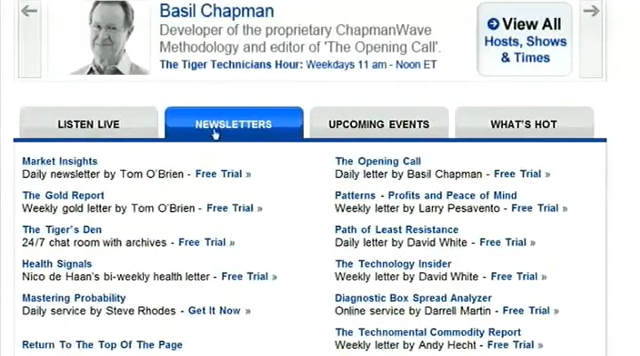 Basil Chapman
Developer of the proprietary ChapmanWave
Methodology and editor of 'The Opening Call'.
The Tiger Technicians Hour: Weekdays 11 am - Noon ET
View All
Hosts, Shows
& Times
LISTEN LIVE
NEWSLETTERS
UPCOMING EVENTS
WHAT'S HOT
Market Insights
Daily newsletter by Tom O'Brien - Free Trial »
The Gold Report
Weekly gold letter by Tom O'Brien - Free Trial »
The Tiger's Den
24/7 chat room with archives - Free Trial »
Health Signals
Nico de Haan's bi-weekly health letter - Free Trial »
Mastering Probability
Daily service by Steve Rhodes - Get It Now »
Return To The Top Of The Page
The Opening Call
Daily letter by Basil Chapman - Free Trial »
Patterns - Profits and Peace of Mind
Weekly letter by Larry Pesavento - Free Trial »
Path of Least Resistance
Daily letter by David White - Free Trial »
The Technology Insider
Weekly letter by David White - Free Trial »
Diagnostic Box Spread Analyzer
Online service by Darrell Martin - Free Trial »
The Technomental Commodity Report
Weekly letter by Andy Hecht - Free Trial »